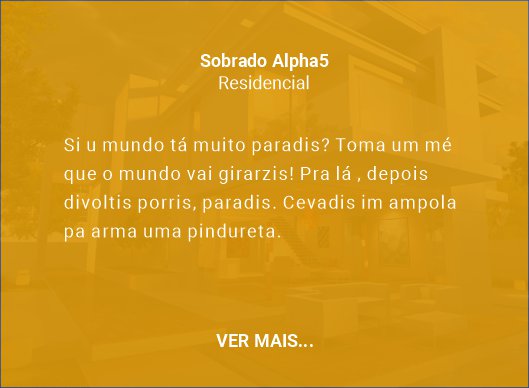 Sobrado Alpha5
Residencial
Si u mundo tá muito paradis? Toma um mé
que o mundo vai girarzis! Pra lá , depois
divoltis porris, paradis. Cevadis im ampola
pa arma uma pindureta.
VER MAIS...